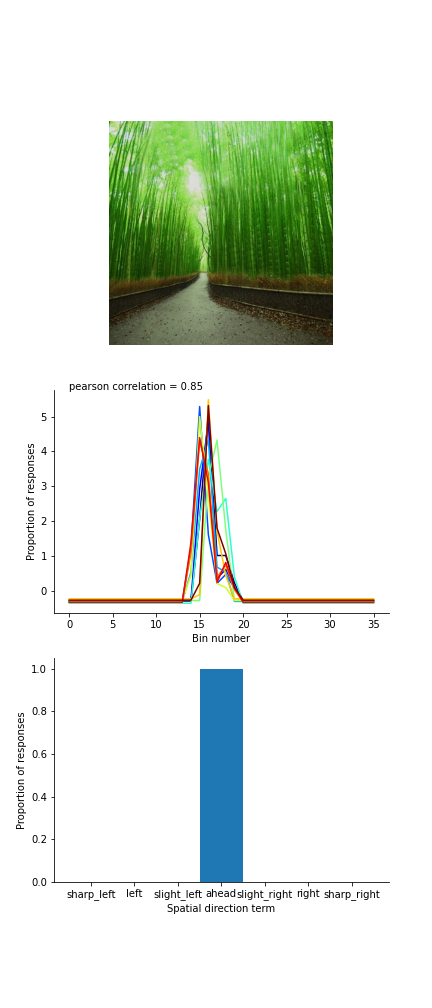 pearson correlation = 0.85
Proportion of responses
5
4
3
2
1
0
0 5 10 15 20 25 30 35
Bin number
Proportion of responses
1.0
0.8
0.6
0.4
0.2
0.0
sharp_left left slight_left ahead slight_right right sharp_right
Spatial direction term